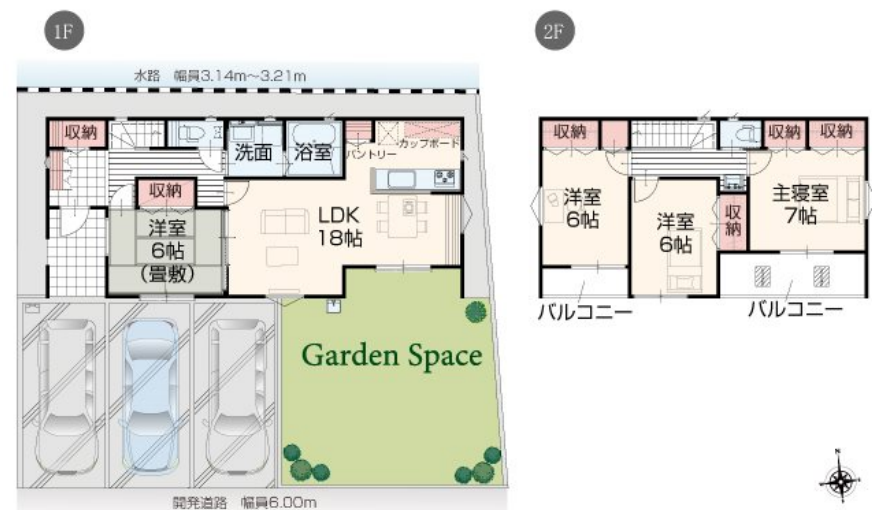 1F
水路 幅員3.14m～3.21m
収納
洗面
浴室
パントリー
カップボード
収納
洋室
6帖
(畳敷)
LDK
18帖
Garden Space
開発道路 幅員6.00m
2F
収納
収納
収納
洋室
6帖
洋室
6帖
収納
主寝室
7帖
バルコニー
バルコニー
N